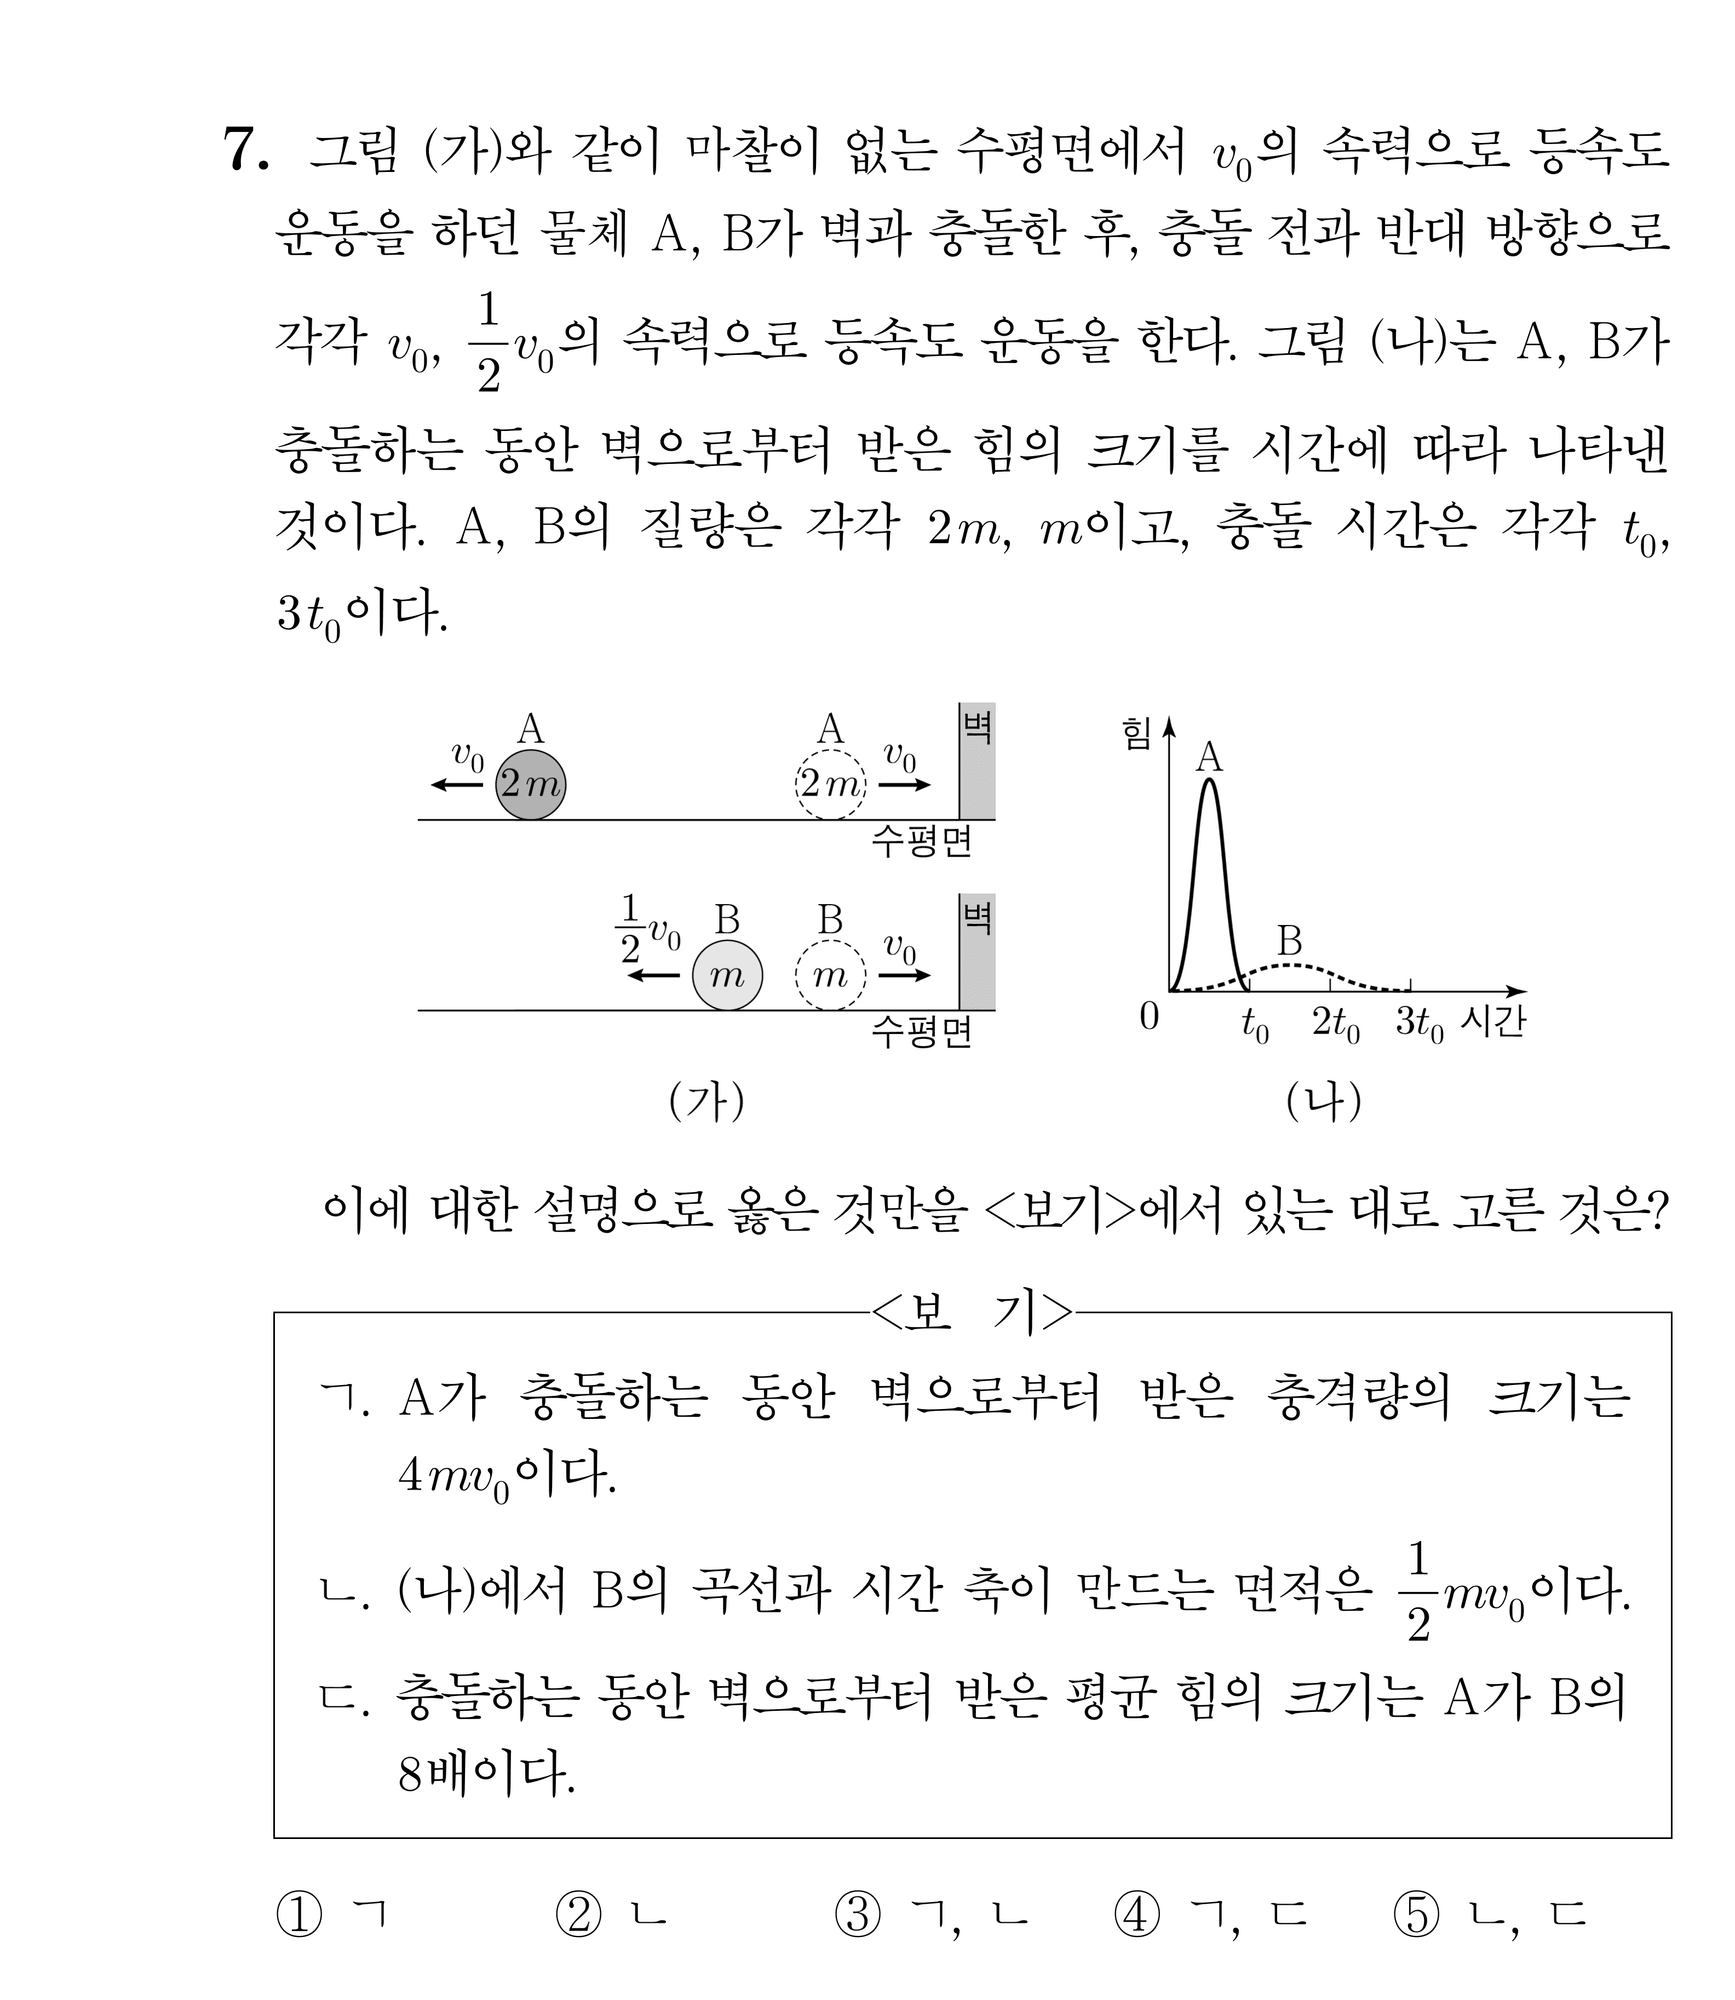 7. 그림 (가)와 같이 마찰이 없는 수평면에서 v₀의 속력으로 등속도
운동을 하던 물체 A, B가 벽과 충돌한 후, 충돌 전과 반대 방향으로
각각 v₀, 1/2 v₀의 속력으로 등속도 운동을 한다. 그림 (나)는 A, B가
충돌하는 동안 벽으로부터 받은 힘의 크기를 시간에 따라 나타낸
것이다. A, B의 질량은 각각 2m, m이고, 충돌 시간은 각각 t₀,
3t₀이다.
A A 벽
v₀ 2m 2m v₀
수평면
1/2 v₀ B B 벽
m m v₀
수평면
(가)
힘
A
B
0 t₀ 2t₀ 3t₀ 시간
(나)
이에 대한 설명으로 옳은 것만을 <보기>에서 있는 대로 고른 것은?
<보 기>
ㄱ. A가 충돌하는 동안 벽으로부터 받은 충격량의 크기는
4mv₀이다.
ㄴ. (나)에서 B의 곡선과 시간 축이 만드는 면적은 1/2 mv₀이다.
ㄷ. 충돌하는 동안 벽으로부터 받은 평균 힘의 크기는 A가 B의
8배이다.
① ㄱ ② ㄴ ③ ㄱ, ㄴ ④ ㄱ, ㄷ ⑤ ㄴ, ㄷ